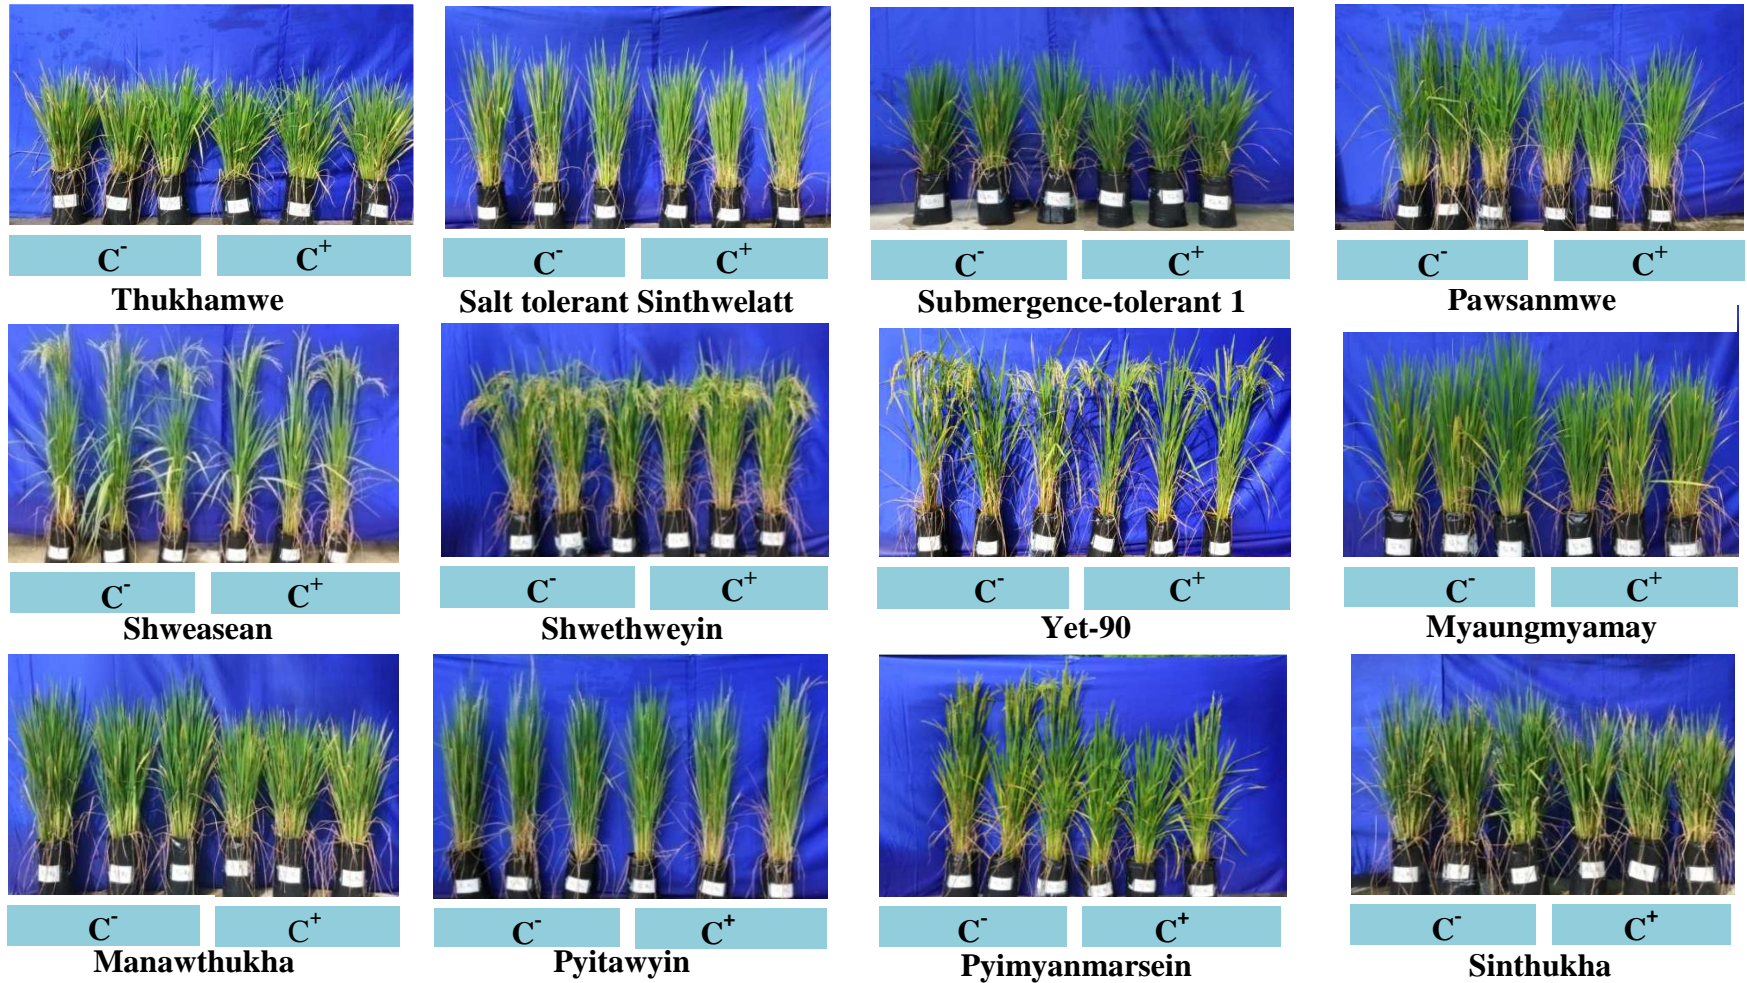 C⁻ C⁺ C⁻ C⁺ C⁻ C⁺ C⁻ C⁺
Thukhamwe Salt tolerant Sinthwelatt Submergence-tolerant 1 Pawsanmwe
C⁻ C⁺ C⁻ C⁺ C⁻ C⁺ C⁻ C⁺
Shweasean Shwethweyin Yet-90 Myaungmyamay
C⁻ C⁺ C⁻ C⁺ C⁻ C⁺ C⁻ C⁺
Manawthukha Pyitawyin Pyimyanmarsein Sinthukha